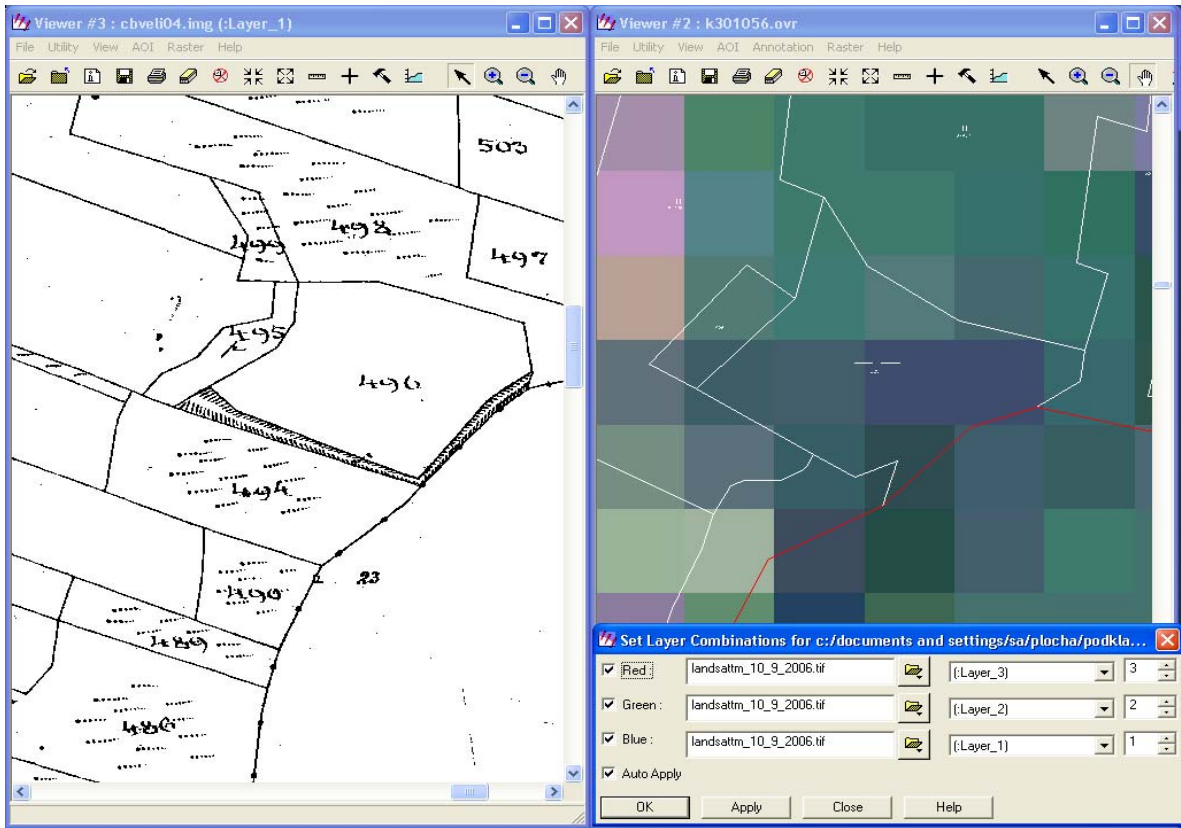 Viewer #3 : cbveli04.img (:Layer_1)
File Utility View AOI Raster Help
503
499
498
497
495
496
494
490
23
489
486
Viewer #2 : k301056.ovr
File Utility View AOI Annotation Raster Help
Set Layer Combinations for c:/documents and settings/sa/plocha/podkla...
Red : landsattm_10_9_2006.tif (:Layer_3) 3
Green : landsattm_10_9_2006.tif (:Layer_2) 2
Blue : landsattm_10_9_2006.tif (:Layer_1) 1
Auto Apply
OK Apply Close Help